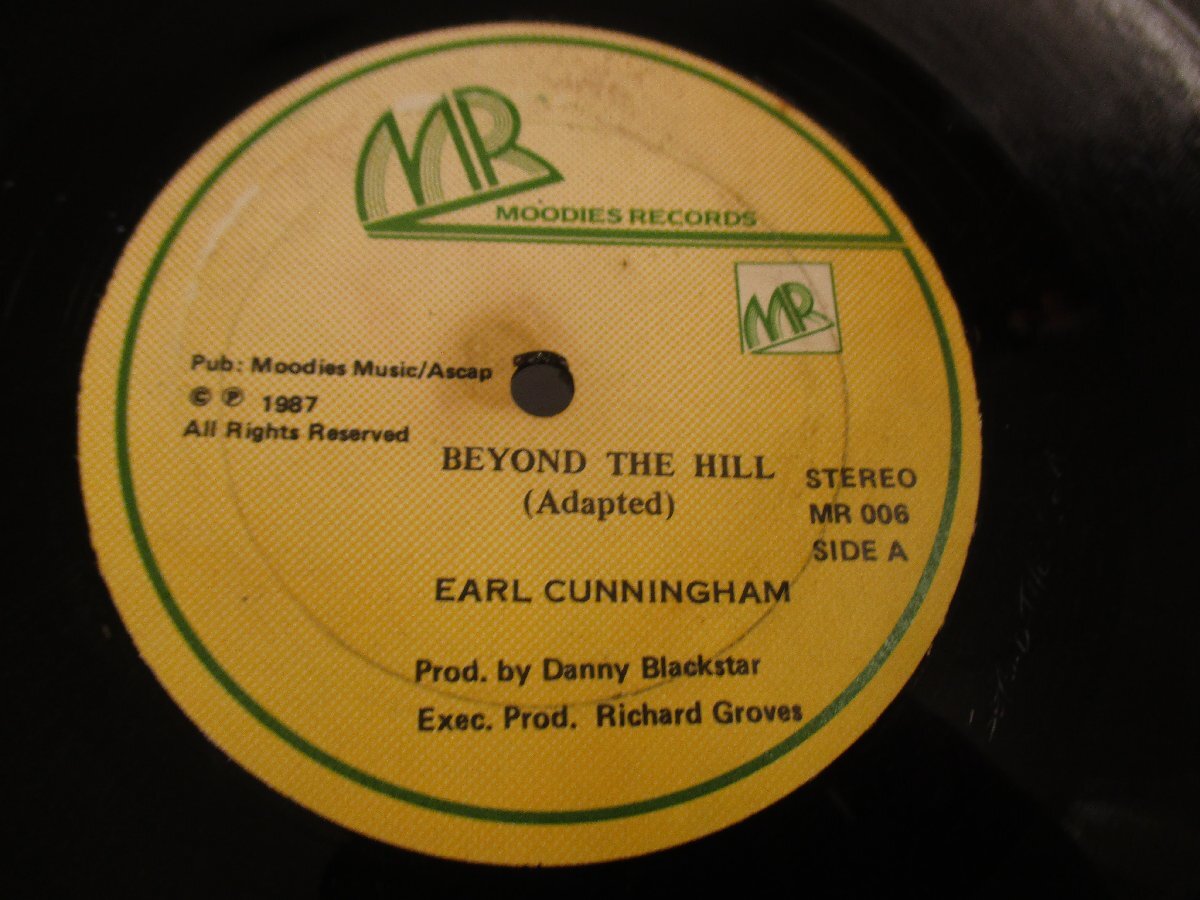 MR
MOODIES RECORDS
MR
Pub: Moodies Music/Ascap
© ℗ 1987
All Rights Reserved
BEYOND THE HILL
(Adapted)
STEREO
MR 006
SIDE A
EARL CUNNINGHAM
Prod. by Danny Blackstar
Exec. Prod. Richard Groves